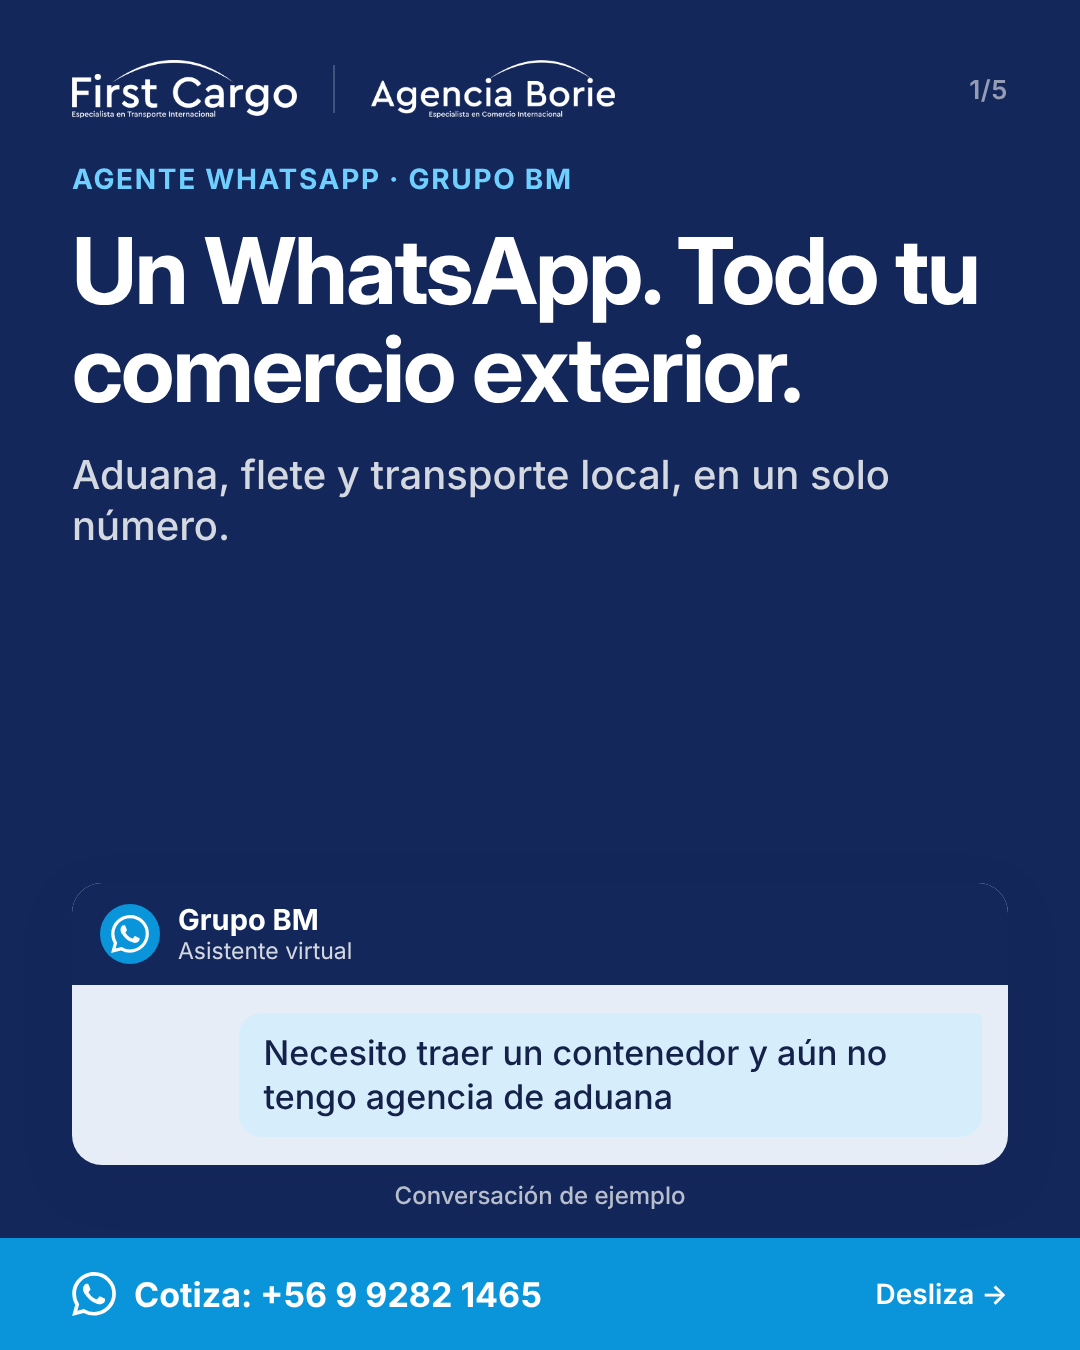 First Cargo
Especialista en Transporte Internacional
Agencia Borie
Especialista en Comercio Internacional
1/5
AGENTE WHATSAPP · GRUPO BM
Un WhatsApp. Todo tu
comercio exterior.
Aduana, flete y transporte local, en un solo
número.
Grupo BM
Asistente virtual
Necesito traer un contenedor y aún no
tengo agencia de aduana
Conversación de ejemplo
Cotiza: +56 9 9282 1465
Desliza →